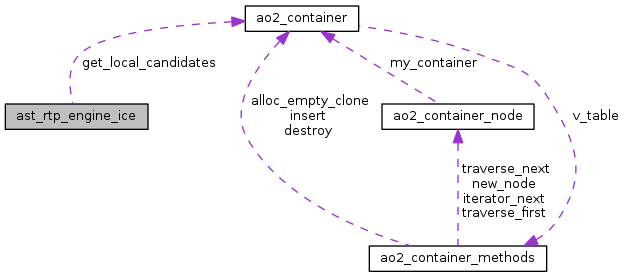 ao2_container
get_local_candidates
my_container
alloc_empty_clone
insert
destroy
ast_rtp_engine_ice
ao2_container_node
v_table
traverse_next
new_node
iterator_next
traverse_first
ao2_container_methods